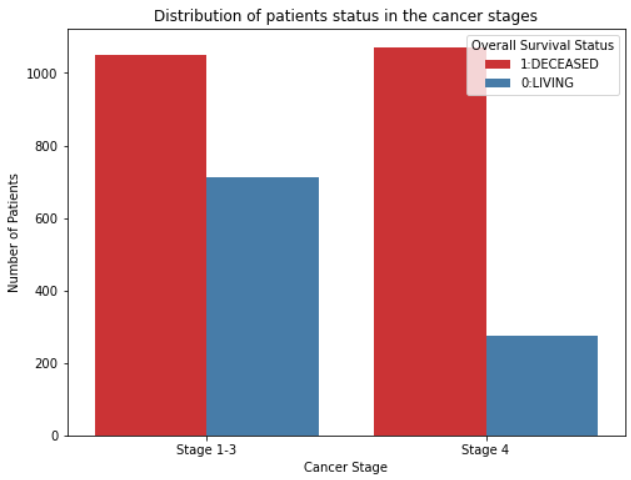 Distribution of patients status in the cancer stages
Overall Survival Status
1:DECEASED
0:LIVING
Number of Patients
1000
800
600
400
200
0
Stage 1-3
Stage 4
Cancer Stage